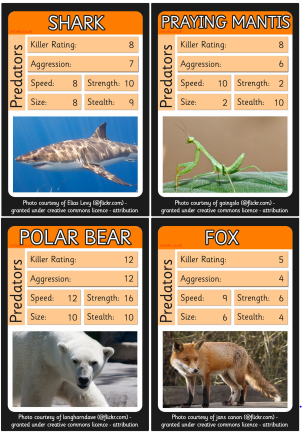 SHARK
Predators
Killer Rating: 8
Aggression: 7
Speed: 8 Strength: 10
Size: 8 Stealth: 9
Photo courtesy of Elias Levy (@flickr.com) -
granted under creative commons licence - attribution
PRAYING MANTIS
Predators
Killer Rating: 8
Aggression: 6
Speed: 10 Strength: 2
Size: 2 Stealth: 10
Photo courtesy of goingslo (@flickr.com) -
granted under creative commons licence - attribution
POLAR BEAR
Predators
Killer Rating: 12
Aggression: 12
Speed: 12 Strength: 16
Size: 10 Stealth: 10
Photo courtesy of longhorndave (@flickr.com) -
granted under creative commons licence - attribution
FOX
Predators
Killer Rating: 5
Aggression: 4
Speed: 9 Strength: 6
Size: 6 Stealth: 4
Photo courtesy of jans canon (@flickr.com) -
granted under creative commons licence - attribution